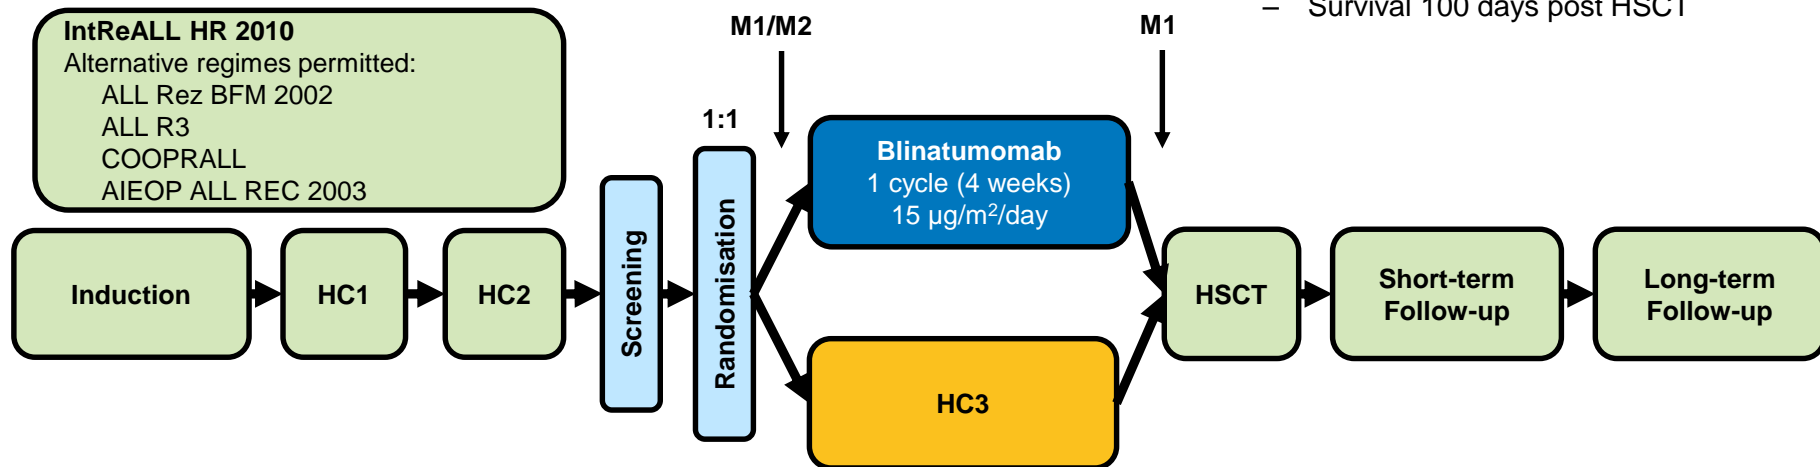 – Survival 100 days post HSCT
IntReALL HR 2010
Alternative regimes permitted:
ALL Rez BFM 2002
ALL R3
COOPRALL
AIEOP ALL REC 2003
M1/M2
M1
1:1
Induction
HC1
HC2
Screening
Randomisation
Blinatumomab
1 cycle (4 weeks)
15 µg/m²/day
HC3
HSCT
Short-term
Follow-up
Long-term
Follow-up